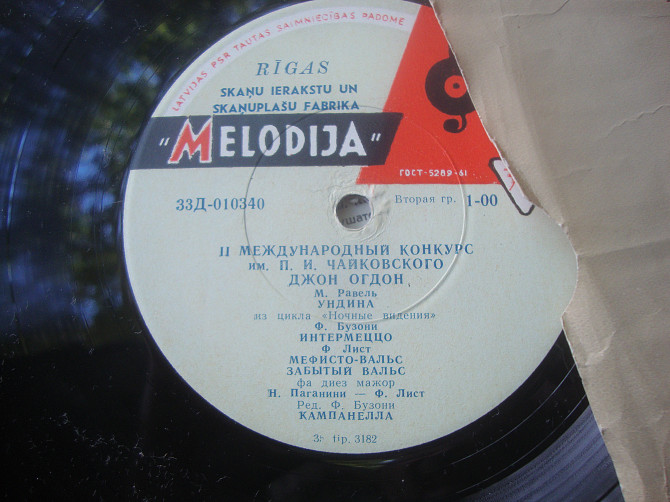 LATVIJAS PSR TAUTAS SAIMNIECĪBAS PADOME
RĪGAS
SKAŅU IERAKSTU UN
SKAŅUPLAŠU FABRIKA
"MELODIJA"
ГОСТ-5289-61
33Д-010340
Вторая гр. 1-00
II МЕЖДУНАРОДНЫЙ КОНКУРС
им. П. И. ЧАЙКОВСКОГО
ДЖОН ОГДОН
М. Равель
УНДИНА
из цикла «Ночные видения»
Ф. Бузони
ИНТЕРМЕЦЦО
Ф Лист
МЕФИСТО-ВАЛЬС
ЗАБЫТЫЙ ВАЛЬС
фа диез мажор
Н. Паганини — Ф. Лист
Ред. Ф. Бузони
КАМПАНЕЛЛА
tip. 3182